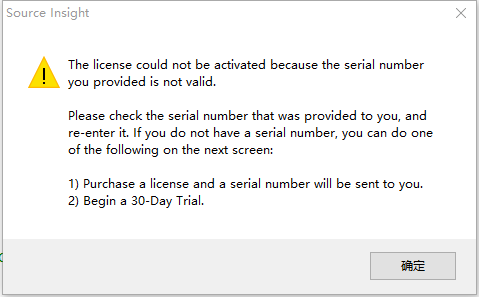 Source Insight
The license could not be activated because the serial number
you provided is not valid.
Please check the serial number that was provided to you, and
re-enter it. If you do not have a serial number, you can do one
of the following on the next screen:
1) Purchase a license and a serial number will be sent to you.
2) Begin a 30-Day Trial.
确定